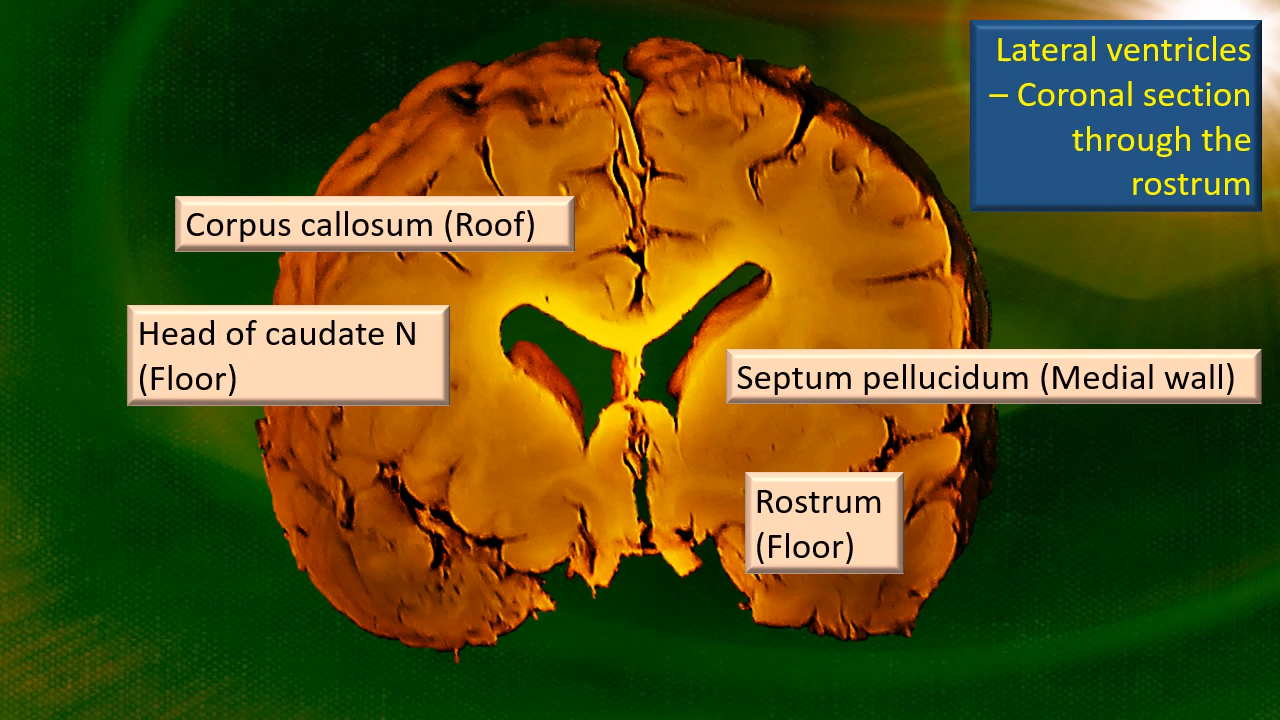 Lateral ventricles
– Coronal section
through the
rostrum
Corpus callosum (Roof)
Head of caudate N
(Floor)
Septum pellucidum (Medial wall)
Rostrum
(Floor)